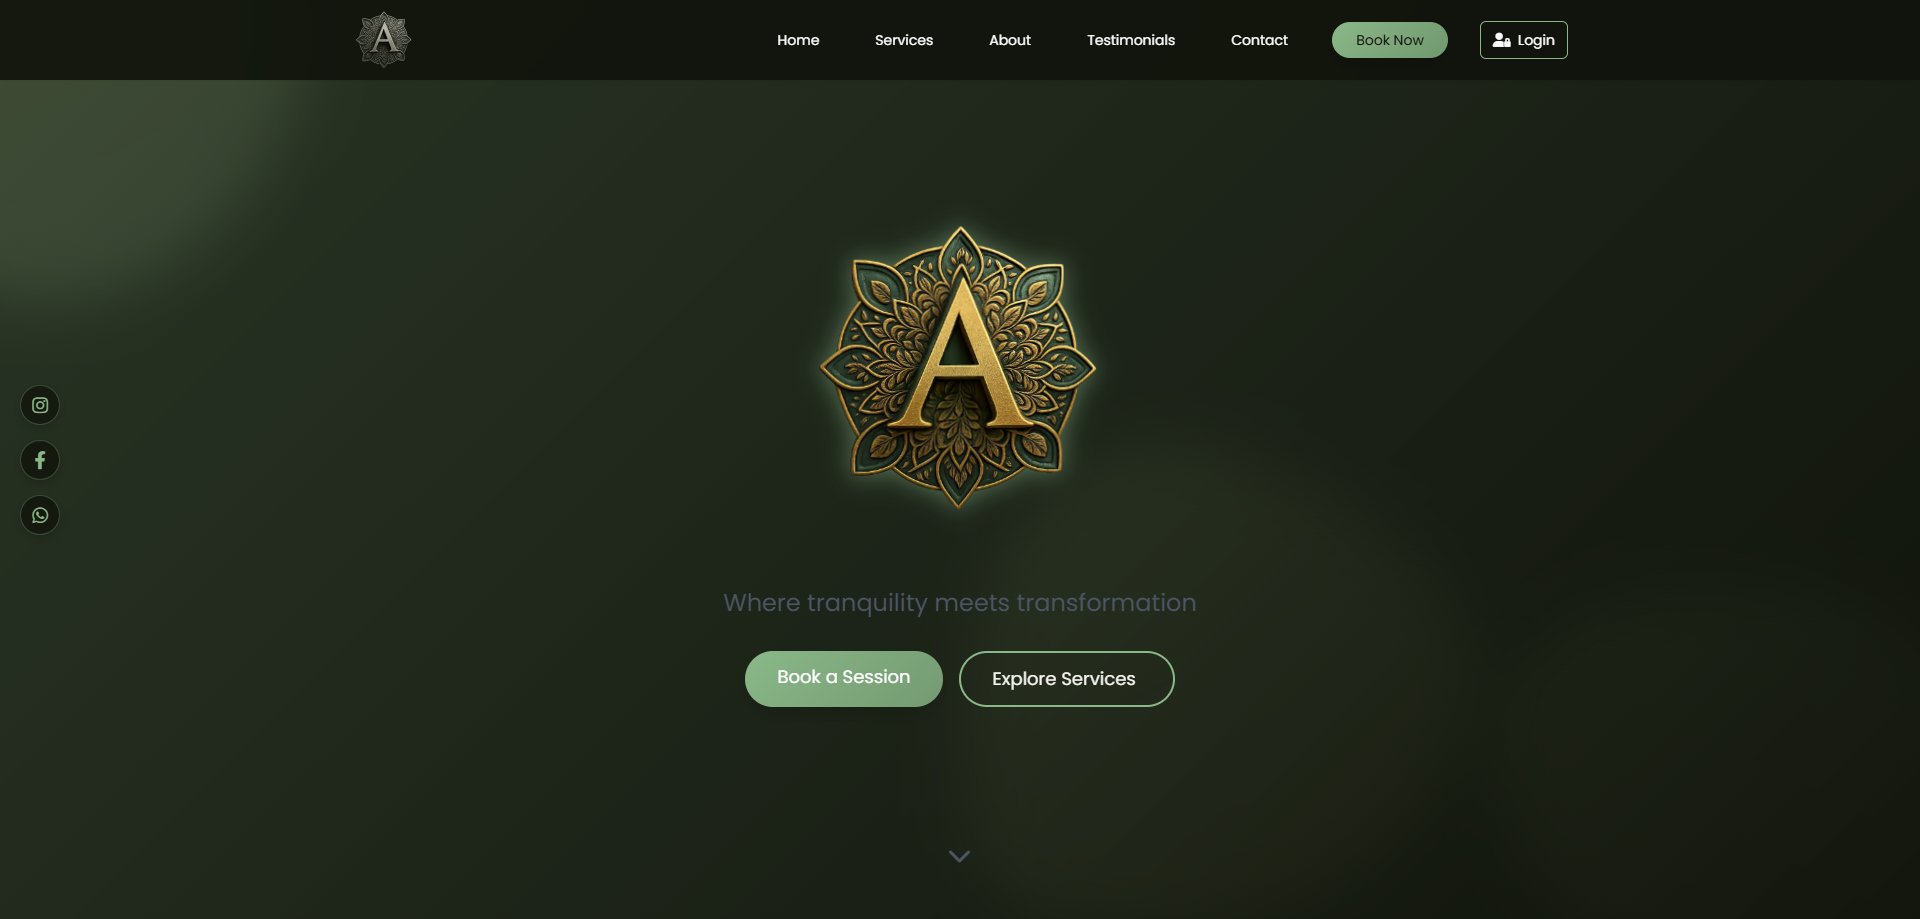 A
Home
Services
About
Testimonials
Contact
Book Now
Login
A
Where tranquility meets transformation
Book a Session
Explore Services